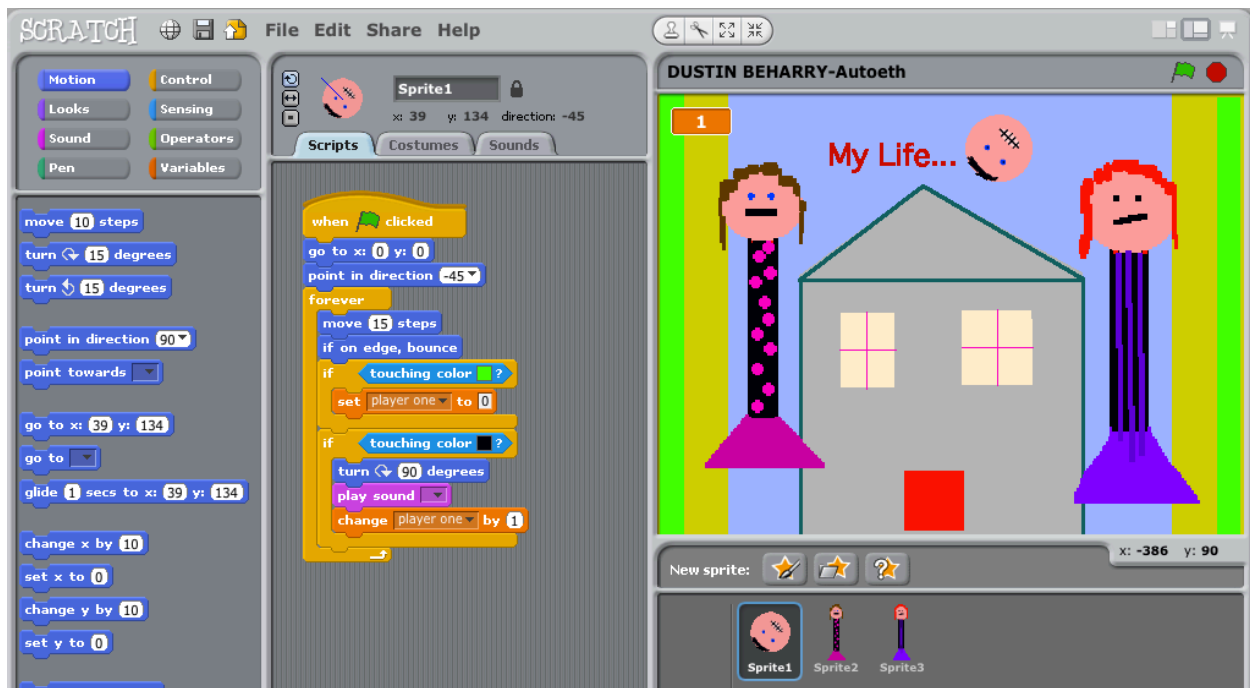 SCRATCH File Edit Share Help
Motion Control
Looks Sensing
Sound Operators
Pen Variables
move 10 steps
turn 15 degrees
turn 15 degrees
point in direction 90
point towards
go to x: 39 y: 134
go to
glide 1 secs to x: 39 y: 134
change x by 10
set x to 0
change y by 10
set y to 0
Sprite1
x: 39 y: 134 direction: -45
Scripts Costumes Sounds
when clicked
go to x: 0 y: 0
point in direction -45
forever
move 15 steps
if on edge, bounce
if touching color ?
set player one to 0
if touching color ?
turn 90 degrees
play sound
change player one by 1
DUSTIN BEHARRY-Autoeth
1
My Life...
x: -386 y: 90
New sprite:
Sprite1 Sprite2 Sprite3